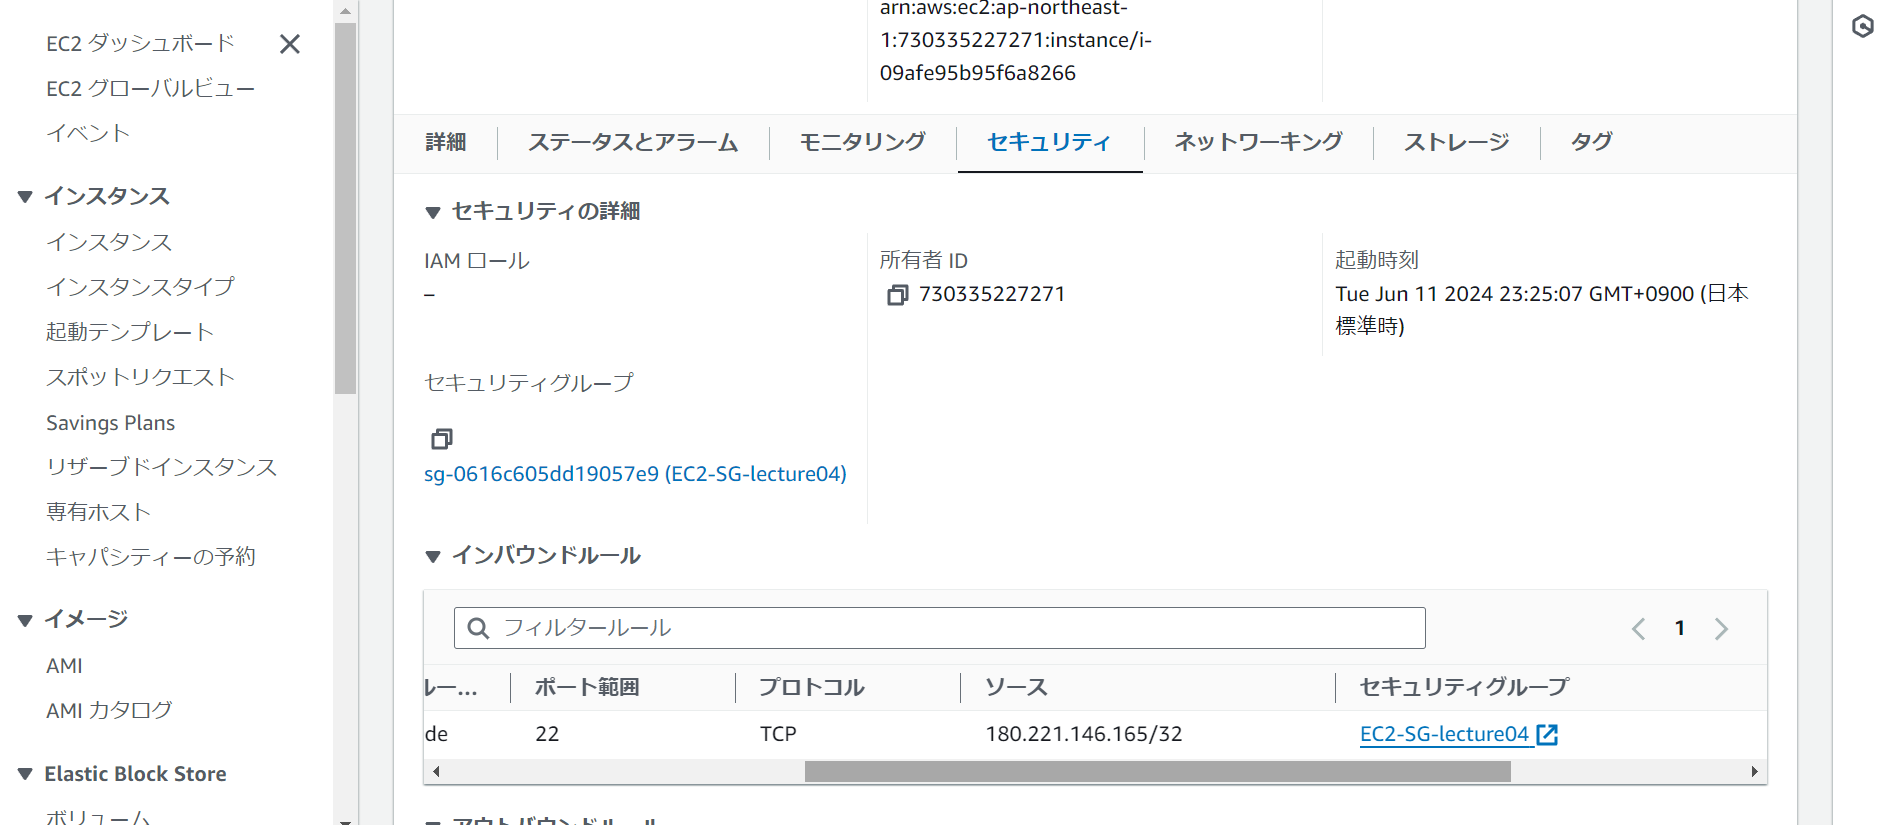 EC2 ダッシュボード
EC2 グローバルビュー
イベント
インスタンス
インスタンス
インスタンスタイプ
起動テンプレート
スポットリクエスト
Savings Plans
リザーブドインスタンス
専有ホスト
キャパシティーの予約
イメージ
AMI
AMI カタログ
Elastic Block Store
ボリューム
arn:aws:ec2:ap-northeast-
1:730335227271:instance/i-
09afe95b95f6a8266
詳細 ステータスとアラーム モニタリング セキュリティ ネットワーキング ストレージ タグ
セキュリティの詳細
IAM ロール
–
所有者 ID
730335227271
起動時刻
Tue Jun 11 2024 23:25:07 GMT+0900 (日本
標準時)
セキュリティグループ
sg-0616c605dd19057e9 (EC2-SG-lecture04)
インバウンドルール
フィルタールール
1
ルー... ポート範囲 プロトコル ソース セキュリティグループ
de 22 TCP 180.221.146.165/32 EC2-SG-lecture04
アウトバウンドルール